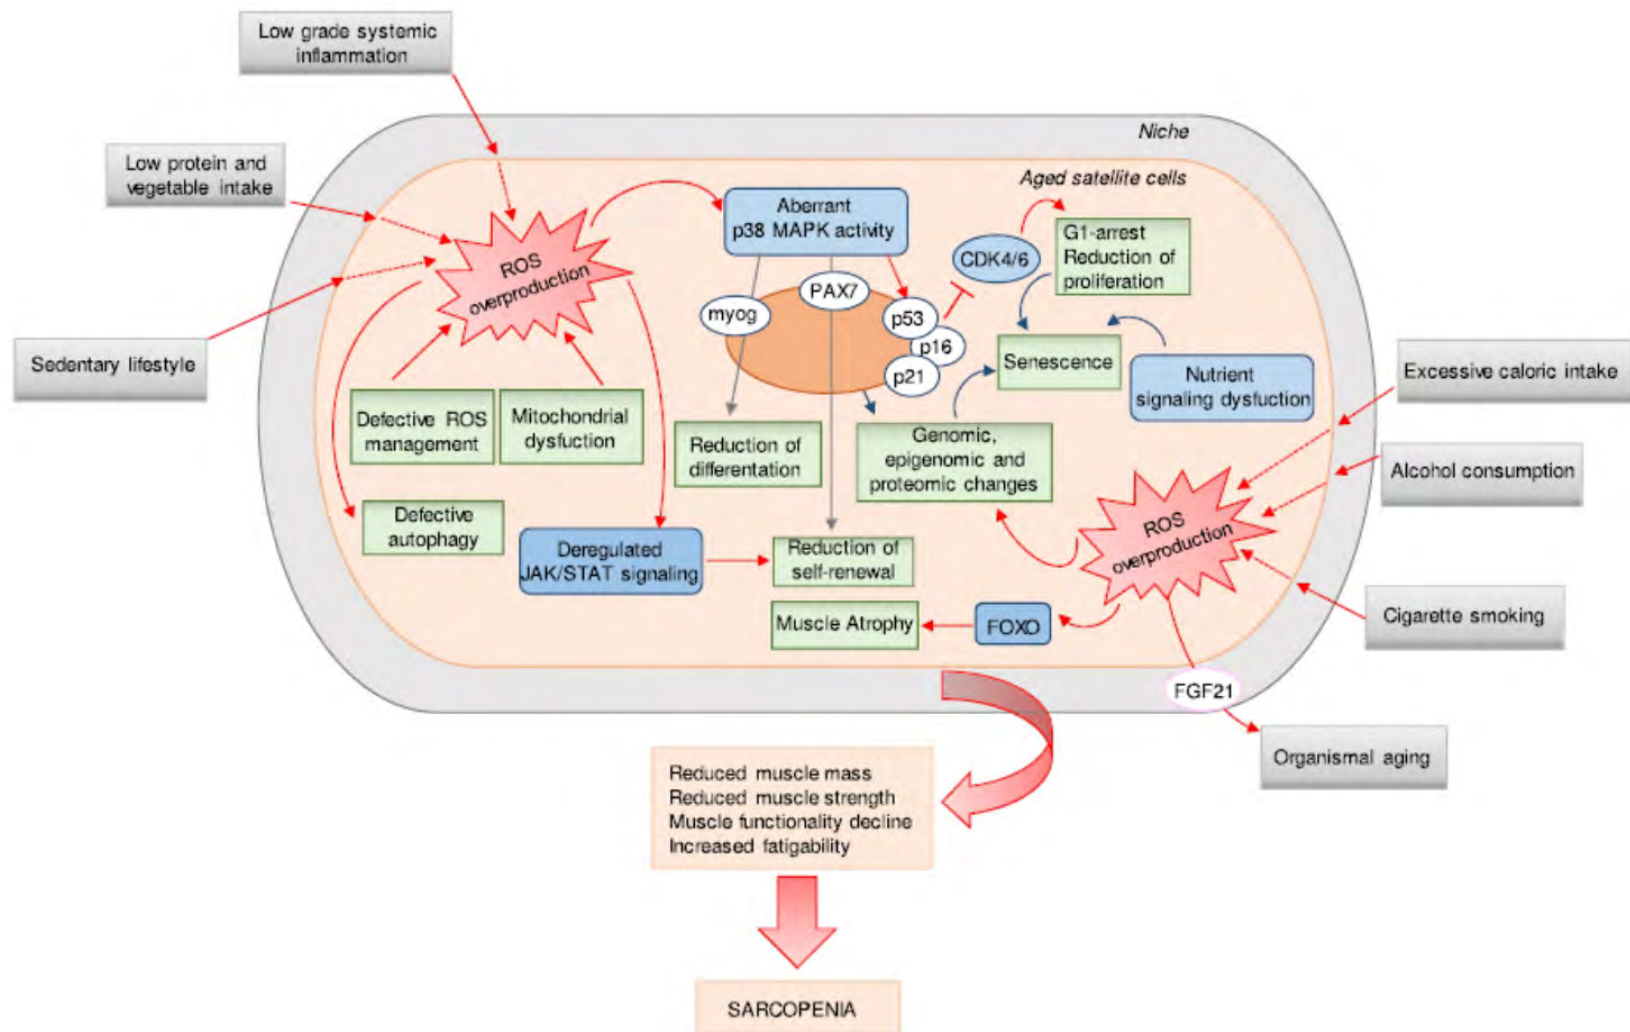 Low grade systemic
inflammation
Niche
Low protein and
vegetable intake
Aged satellite cells
Aberrant
p38 MAPK activity
G1-arrest
Reduction of
proliferation
CDK4/6
ROS
overproduction
PAX7
myog
p53
p16
p21
Sedentary lifestyle
Senescence
Nutrient
signaling dysfuction
Excessive caloric intake
Defective ROS
management
Mitochondrial
dysfuction
Reduction of
differentation
Genomic,
epigenomic and
proteomic changes
Alcohol consumption
Defective
autophagy
ROS
overproduction
Deregulated
JAK/STAT signaling
Reduction of
self-renewal
Muscle Atrophy
FOXO
Cigarette smoking
FGF21
Organismal aging
Reduced muscle mass
Reduced muscle strength
Muscle functionality decline
Increased fatigability
SARCOPENIA